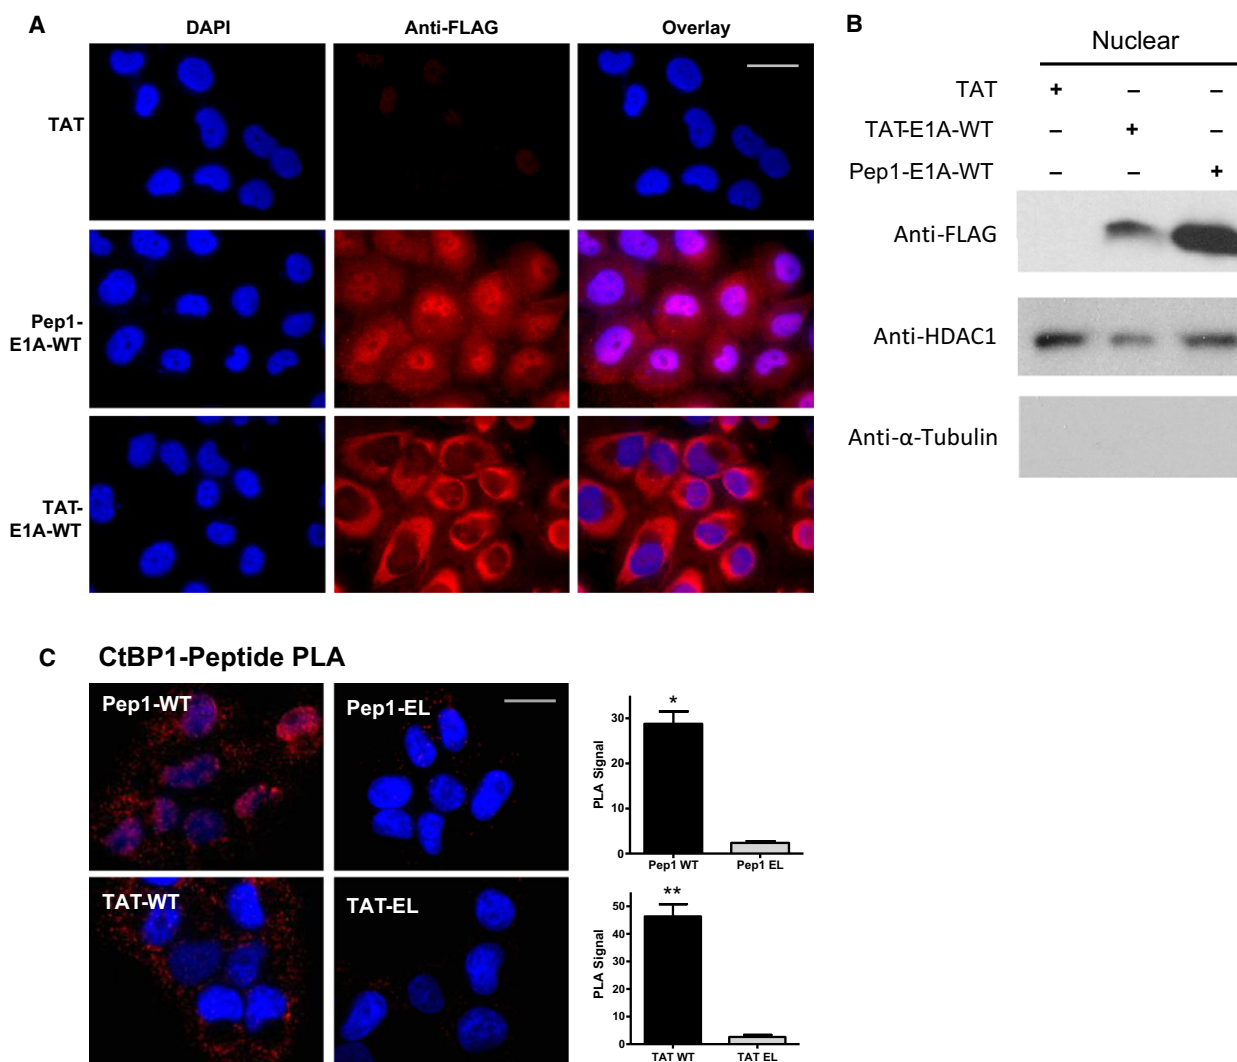 A
DAPI
Anti-FLAG
Overlay
TAT
Pep1-
E1A-WT
TAT-
E1A-WT
B
Nuclear
TAT + – –
TAT-E1A-WT – + –
Pep1-E1A-WT – – +
Anti-FLAG
Anti-HDAC1
Anti-α-Tubulin
C
CtBP1-Peptide PLA
Pep1-WT
Pep1-EL
TAT-WT
TAT-EL
*
30
20
10
0
PLA Signal
Pep1 WT
Pep1 EL
**
50
40
30
20
10
0
PLA Signal
TAT WT
TAT EL